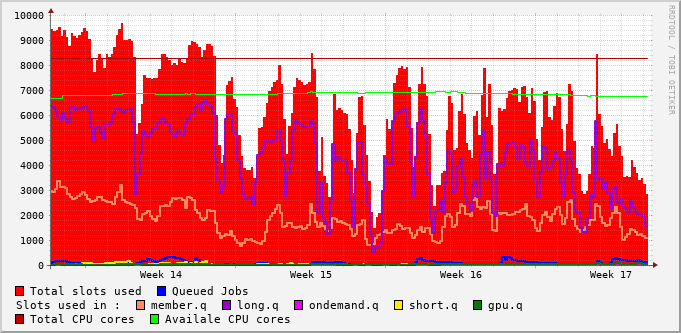 10000
9000
8000
7000
6000
5000
4000
3000
2000
1000
0
Week 14 Week 15 Week 16 Week 17
RRDTOOL / TOBI OETIKER
Total slots used Queued Jobs
Slots used in : member.q long.q ondemand.q short.q gpu.q
Total CPU cores Availale CPU cores